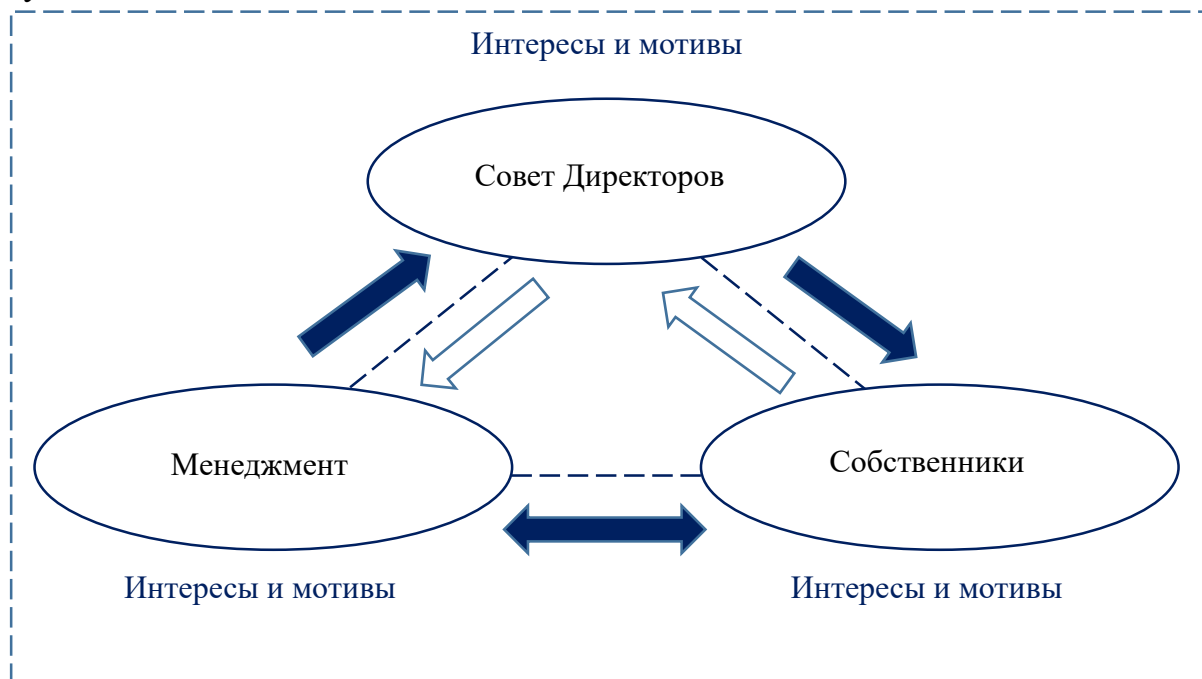 Интересы и мотивы
Совет Директоров
Менеджмент
Собственники
Интересы и мотивы
Интересы и мотивы